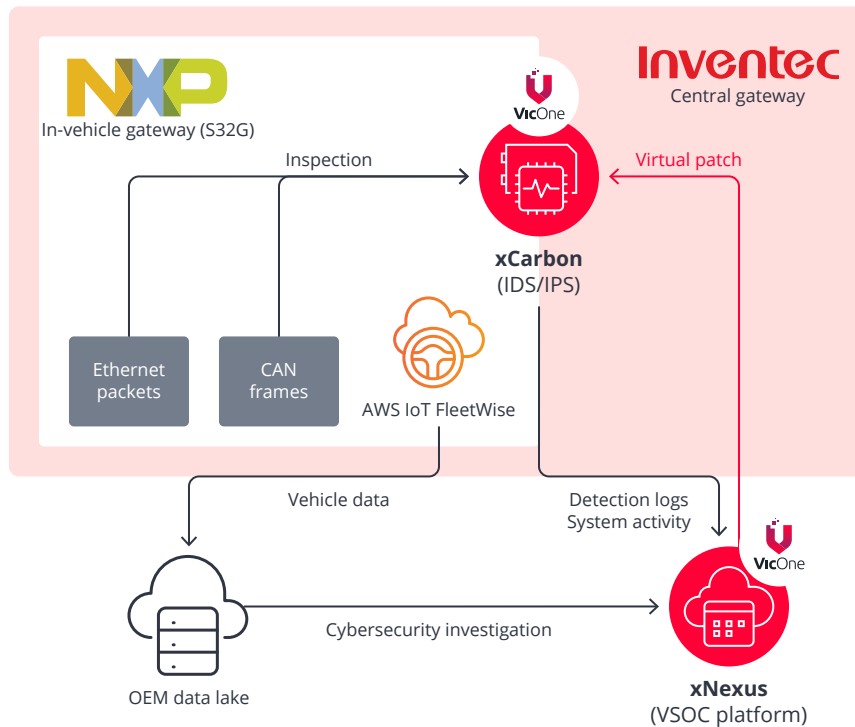 NXP
In-vehicle gateway (S32G)
VicOne
Inventec
Central gateway
Inspection
Virtual patch
xCarbon
(IDS/IPS)
Ethernet
packets
CAN
frames
AWS IoT FleetWise
Vehicle data
Detection logs
System activity
VicOne
Cybersecurity investigation
OEM data lake
xNexus
(VSOC platform)